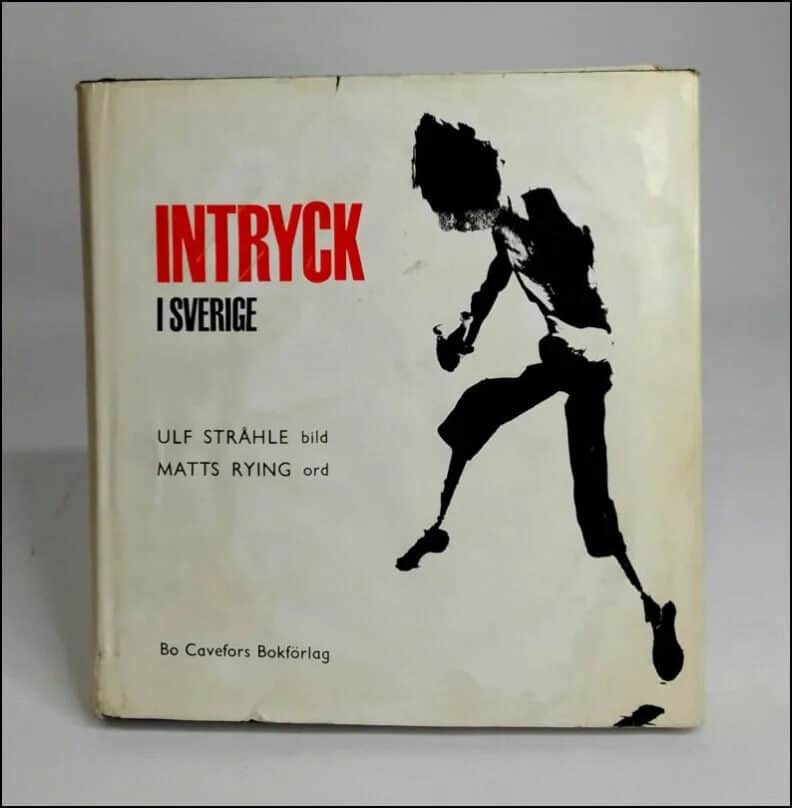 INTRYCK
I SVERIGE
ULF STRÅHLE bild
MATTS RYING ord
Bo Cavefors Bokförlag